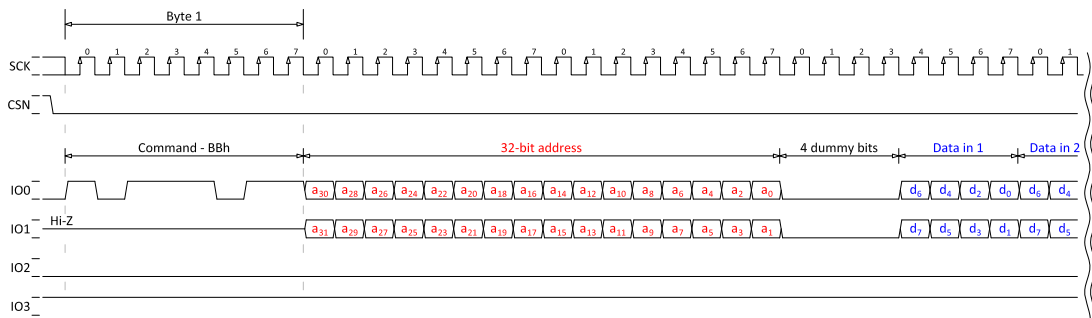 Byte 1
0 1 2 3 4 5 6 7 0 1 2 3 4 5 6 7 0 1 2 3 4 5 6 7 0 1 2 3 4 5 6 7 0 1
SCK
CSN
Command - BBh 32-bit address 4 dummy bits Data in 1 Data in 2
IO0 a₃₀ a₂₈ a₂₆ a₂₄ a₂₂ a₂₀ a₁₈ a₁₆ a₁₄ a₁₂ a₁₀ a₈ a₆ a₄ a₂ a₀ d₆ d₄ d₂ d₀ d₆ d₄
IO1 Hi-Z a₃₁ a₂₉ a₂₇ a₂₅ a₂₃ a₂₁ a₁₉ a₁₇ a₁₅ a₁₃ a₁₁ a₉ a₇ a₅ a₃ a₁ d₇ d₅ d₃ d₁ d₇ d₅
IO2
IO3